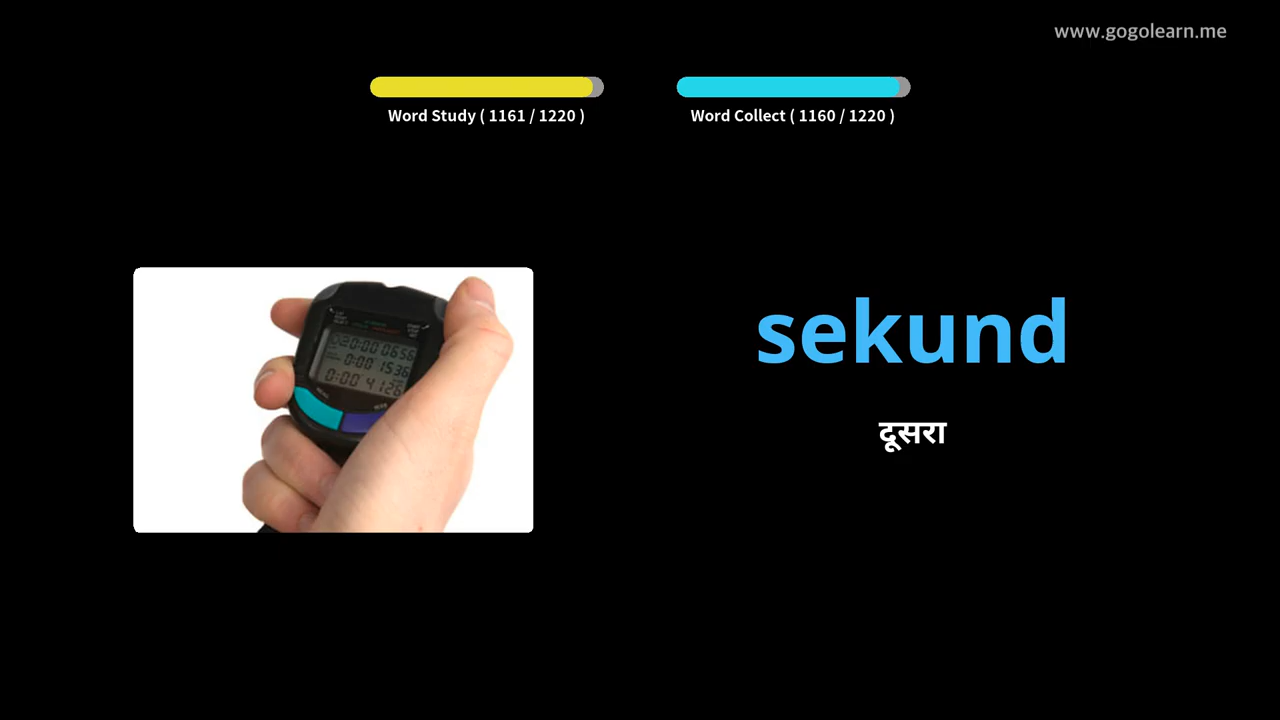 www.gogolearn.me
Word Study ( 1161 / 1220 )
Word Collect ( 1160 / 1220 )
sekund
दूसरा